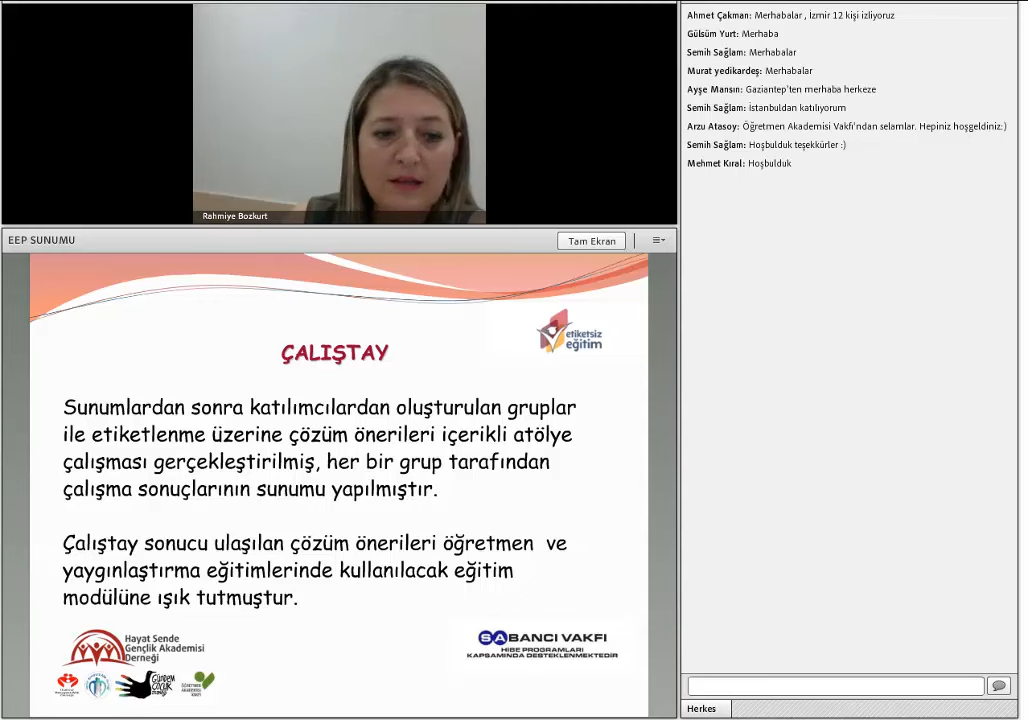 Rahmiye Bozkurt
EEP SUNUMU
Tam Ekran
etiketsiz
eğitim
ÇALIŞTAY
Sunumlardan sonra katılımcılardan oluşturulan gruplar
ile etiketlenme üzerine çözüm önerileri içerikli atölye
çalışması gerçekleştirilmiş, her bir grup tarafından
çalışma sonuçlarının sunumu yapılmıştır.
Çalıştay sonucu ulaşılan çözüm önerileri öğretmen ve
yaygınlaştırma eğitimlerinde kullanılacak eğitim
modülüne ışık tutmuştur.
Hayat Sende
Gençlik Akademisi
Derneği
Gündem
Çocuk
SABANCI VAKFI
HİBE PROGRAMLARI
KAPSAMINDA DESTEKLENMEKTEDİR
Ahmet Çakman: Merhabalar , İzmir 12 kişi izliyoruz
Gülsüm Yurt: Merhaba
Semih Sağlam: Merhabalar
Murat yedikardeş: Merhabalar
Ayşe Mansın: Gaziantep'ten merhaba herkeze
Semih Sağlam: İstanbuldan katılıyorum
Arzu Atasoy: Öğretmen Akademisi Vakfı'ndan selamlar. Hepiniz hoşgeldiniz:)
Semih Sağlam: Hoşbulduk teşekkürler :)
Mehmet Kıral: Hoşbulduk
Herkes